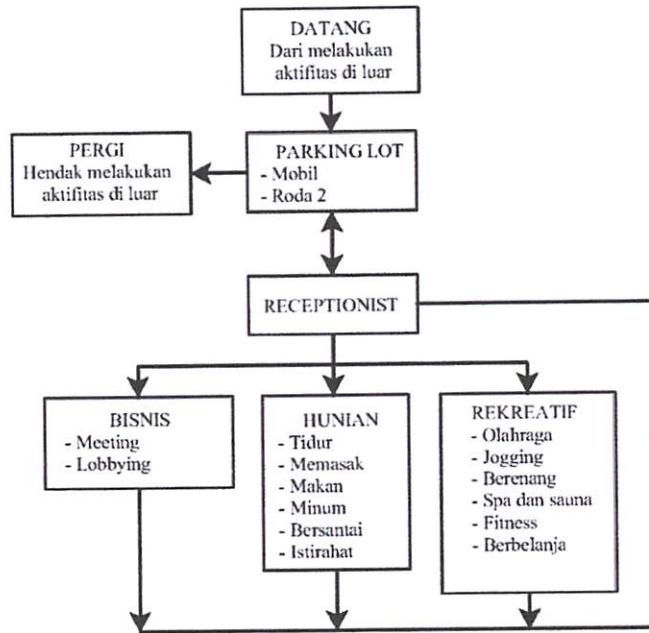 DATANG
Dari melakukan
aktifitas di luar
PERGI
Hendak melakukan
aktifitas di luar
PARKING LOT
- Mobil
- Roda 2
RECEPTIONIST
BISNIS
- Meeting
- Lobbying
HUNIAN
- Tidur
- Memasak
- Makan
- Minum
- Bersantai
- Istirahat
REKREATIF
- Olahraga
- Jogging
- Berenang
- Spa dan sauna
- Fitness
- Berbelanja